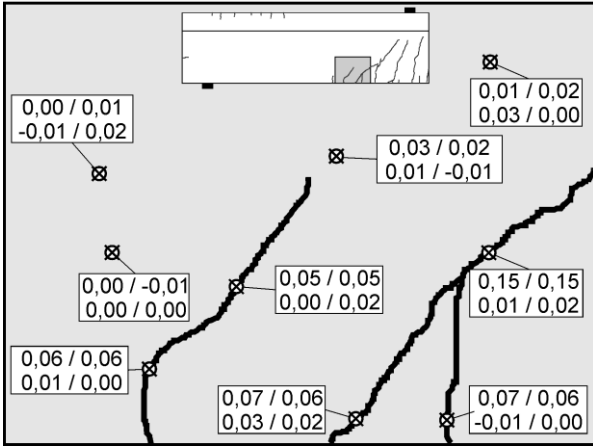 0,01 / 0,02
0,03 / 0,00
0,00 / 0,01
-0,01 / 0,02
0,03 / 0,02
0,01 / -0,01
0,00 / -0,01
0,00 / 0,00
0,05 / 0,05
0,00 / 0,02
0,15 / 0,15
0,01 / 0,02
0,06 / 0,06
0,01 / 0,00
0,07 / 0,06
0,03 / 0,02
0,07 / 0,06
-0,01 / 0,00